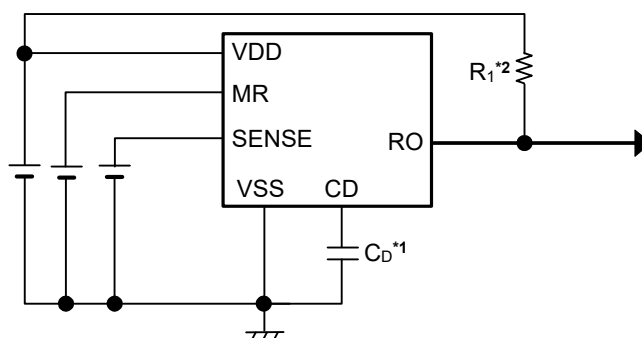 VDD
R1*2
MR
SENSE
RO
VSS CD
CD*1